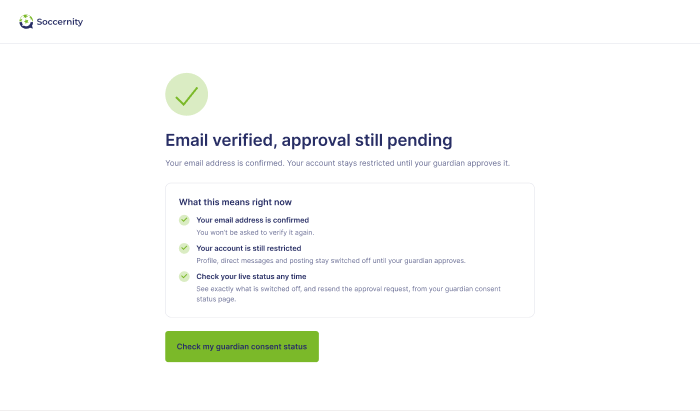 Soccernity
Email verified, approval still pending
Your email address is confirmed. Your account stays restricted until your guardian approves it.
What this means right now
Your email address is confirmed
You won't be asked to verify it again.
Your account is still restricted
Profile, direct messages and posting stay switched off until your guardian approves.
Check your live status any time
See exactly what is switched off, and resend the approval request, from your guardian consent
status page.
Check my guardian consent status